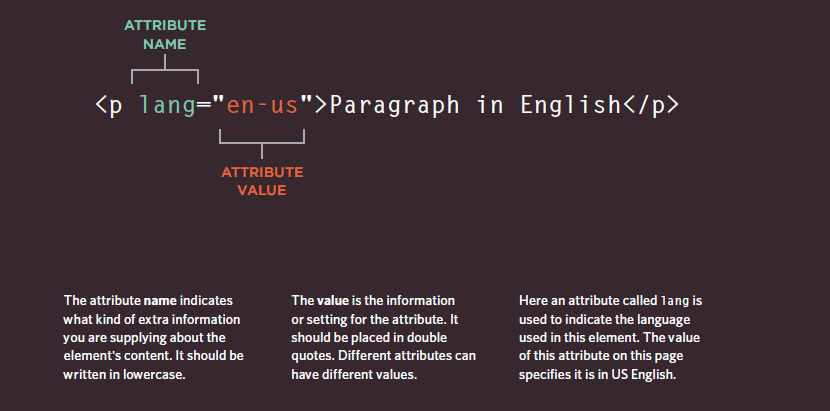 ATTRIBUTE
NAME
<p lang="en-us">Paragraph in English</p>
ATTRIBUTE
VALUE
The attribute name indicates
what kind of extra information
you are supplying about the
element's content. It should be
written in lowercase.
The value is the information
or setting for the attribute. It
should be placed in double
quotes. Different attributes can
have different values.
Here an attribute called lang is
used to indicate the language
used in this element. The value
of this attribute on this page
specifies it is in US English.